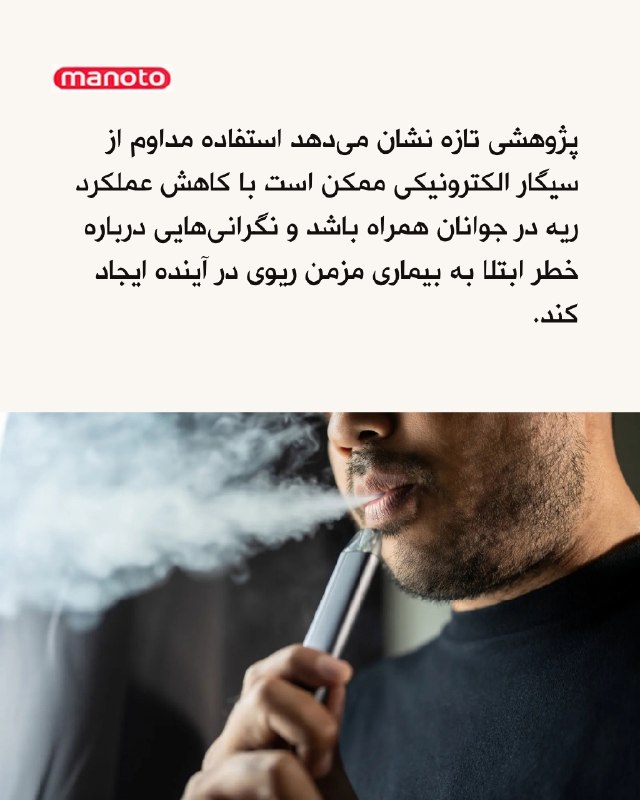 manoto
پژوهشی تازه نشان می‌دهد استفاده مداوم از
سیگار الکترونیکی ممکن است با کاهش عملکرد
ریه در جوانان همراه باشد و نگرانی‌هایی درباره
خطر ابتلا به بیماری مزمن ریوی در آینده ایجاد
کند.